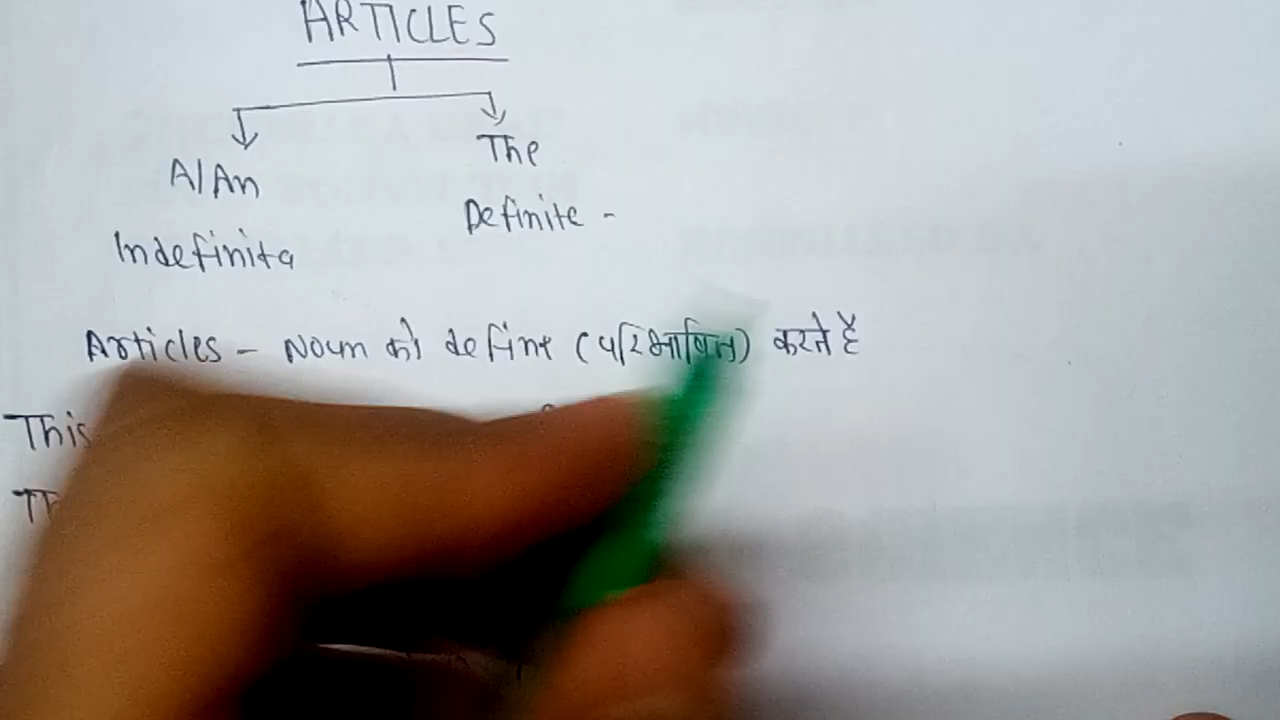 ARTICLES
A/An
The
Indefinita
Definite -
Articles - Noun को define (परिभाषित) करते है
This